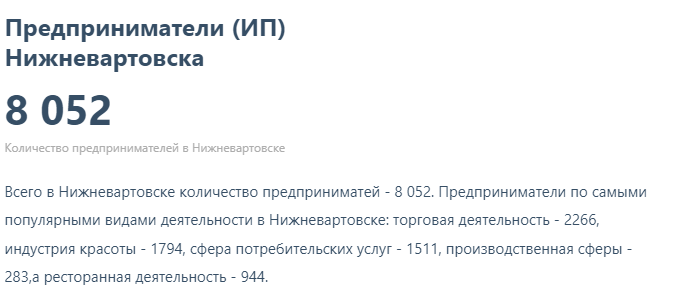 Предприниматели (ИП)
Нижневартовска
8 052
Количество предпринимателей в Нижневартовске
Всего в Нижневартовске количество предприниматей - 8 052. Предприниматели по самыми
популярными видами деятельности в Нижневартовске: торговая деятельность - 2266,
индустрия красоты - 1794, сфера потребительских услуг - 1511, производственная сферы -
283,а ресторанная деятельность - 944.